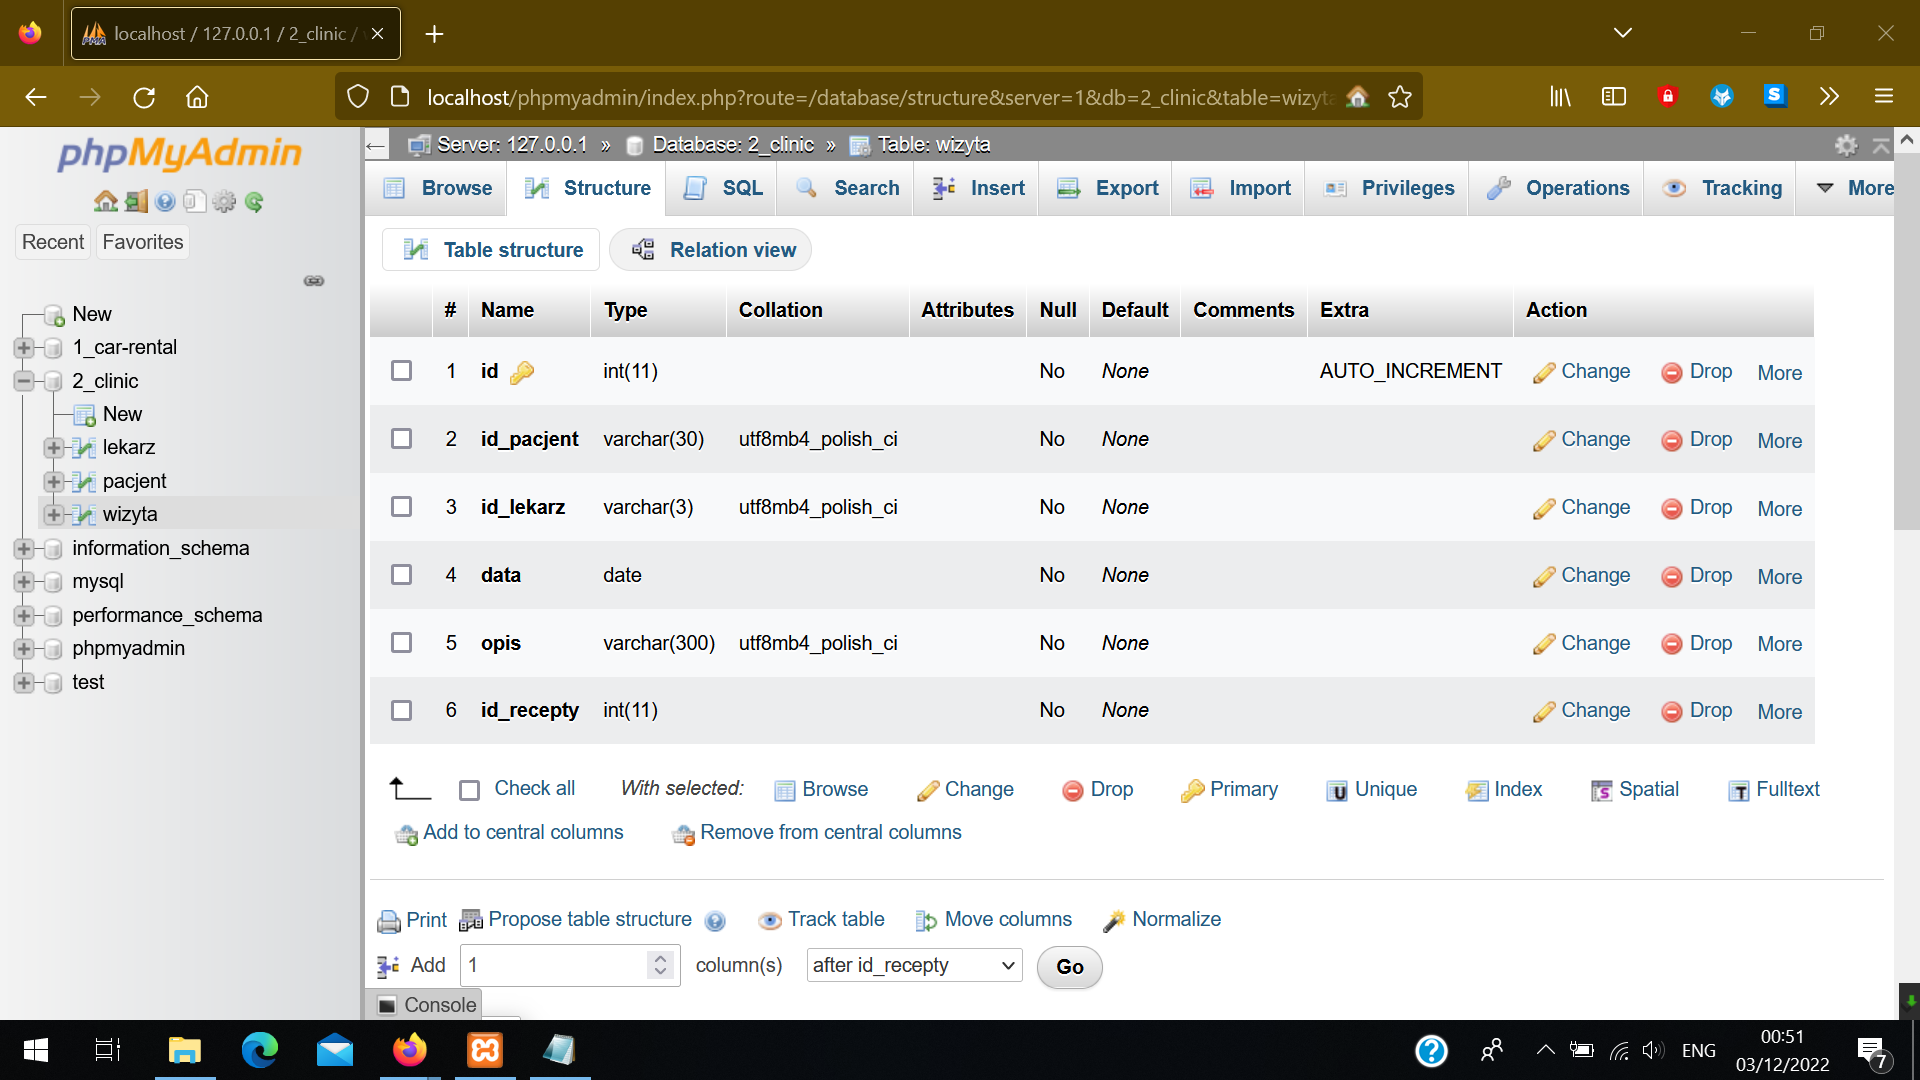 localhost / 127.0.0.1 / 2_clinic /
localhost/phpmyadmin/index.php?route=/database/structure&server=1&db=2_clinic&table=wizyta
phpMyAdmin
Recent Favorites
New
1_car-rental
2_clinic
New
lekarz
pacjent
wizyta
information_schema
mysql
performance_schema
phpmyadmin
test
Server: 127.0.0.1 » Database: 2_clinic » Table: wizyta
Browse Structure SQL Search Insert Export Import Privileges Operations Tracking More
Table structure Relation view
# Name Type Collation Attributes Null Default Comments Extra Action
1 id int(11) No None AUTO_INCREMENT Change Drop More
2 id_pacjent varchar(30) utf8mb4_polish_ci No None Change Drop More
3 id_lekarz varchar(3) utf8mb4_polish_ci No None Change Drop More
4 data date No None Change Drop More
5 opis varchar(300) utf8mb4_polish_ci No None Change Drop More
6 id_recepty int(11) No None Change Drop More
Check all With selected: Browse Change Drop Primary Unique Index Spatial Fulltext
Add to central columns Remove from central columns
Print Propose table structure Track table Move columns Normalize
Add 1 column(s) after id_recepty Go
Console
ENG
00:51
03/12/2022
7